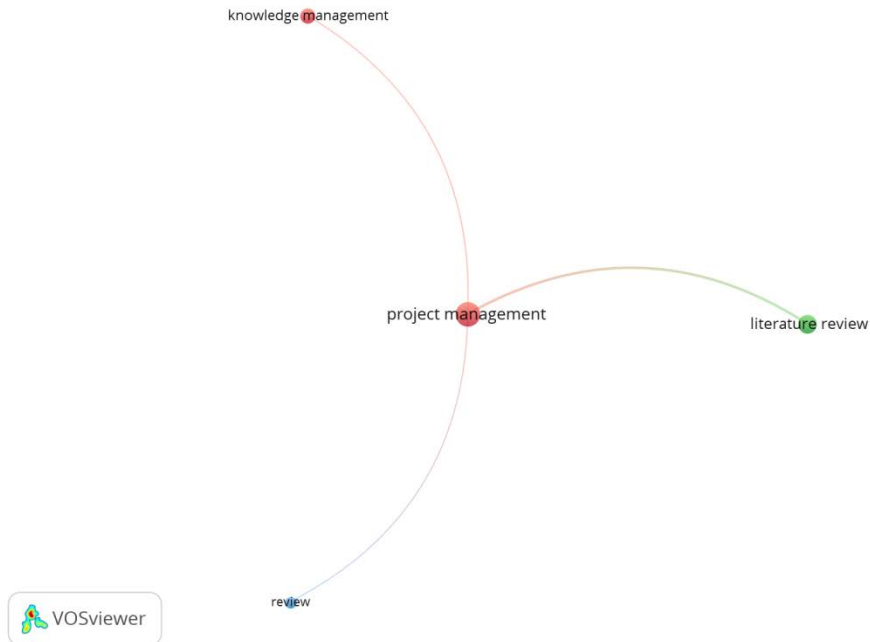 knowledge management
project management
literature review
review
VOSviewer